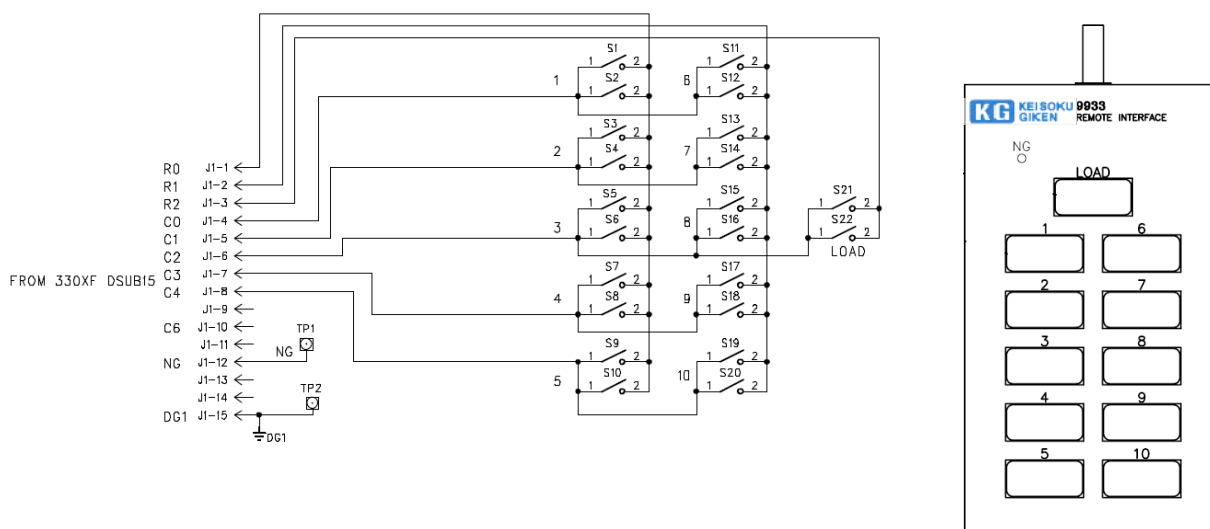 R0 J1-1
R1 J1-2
R2 J1-3
C0 J1-4
C1 J1-5
C2 J1-6
FROM 330XF DSUB15
C3 J1-7
C4 J1-8
J1-9
C6 J1-10
J1-11
NG J1-12
J1-13
J1-14
DG1 J1-15
NG
TP1
TP2
DG1
1
S1
1 2
S2
1 2
2
S3
1 2
S4
1 2
3
S5
1 2
S6
1 2
4
S7
1 2
S8
1 2
5
S9
1 2
S10
1 2
6
S11
1 2
S12
1 2
7
S13
1 2
S14
1 2
8
S15
1 2
S16
1 2
9
S17
1 2
S18
1 2
10
S19
1 2
S20
1 2
S21
1 2
S22
1 2
LOAD
KG KEISOKU GIKEN
9933
REMOTE INTERFACE
NG
LOAD
1 6
2 7
3 8
4 9
5 10